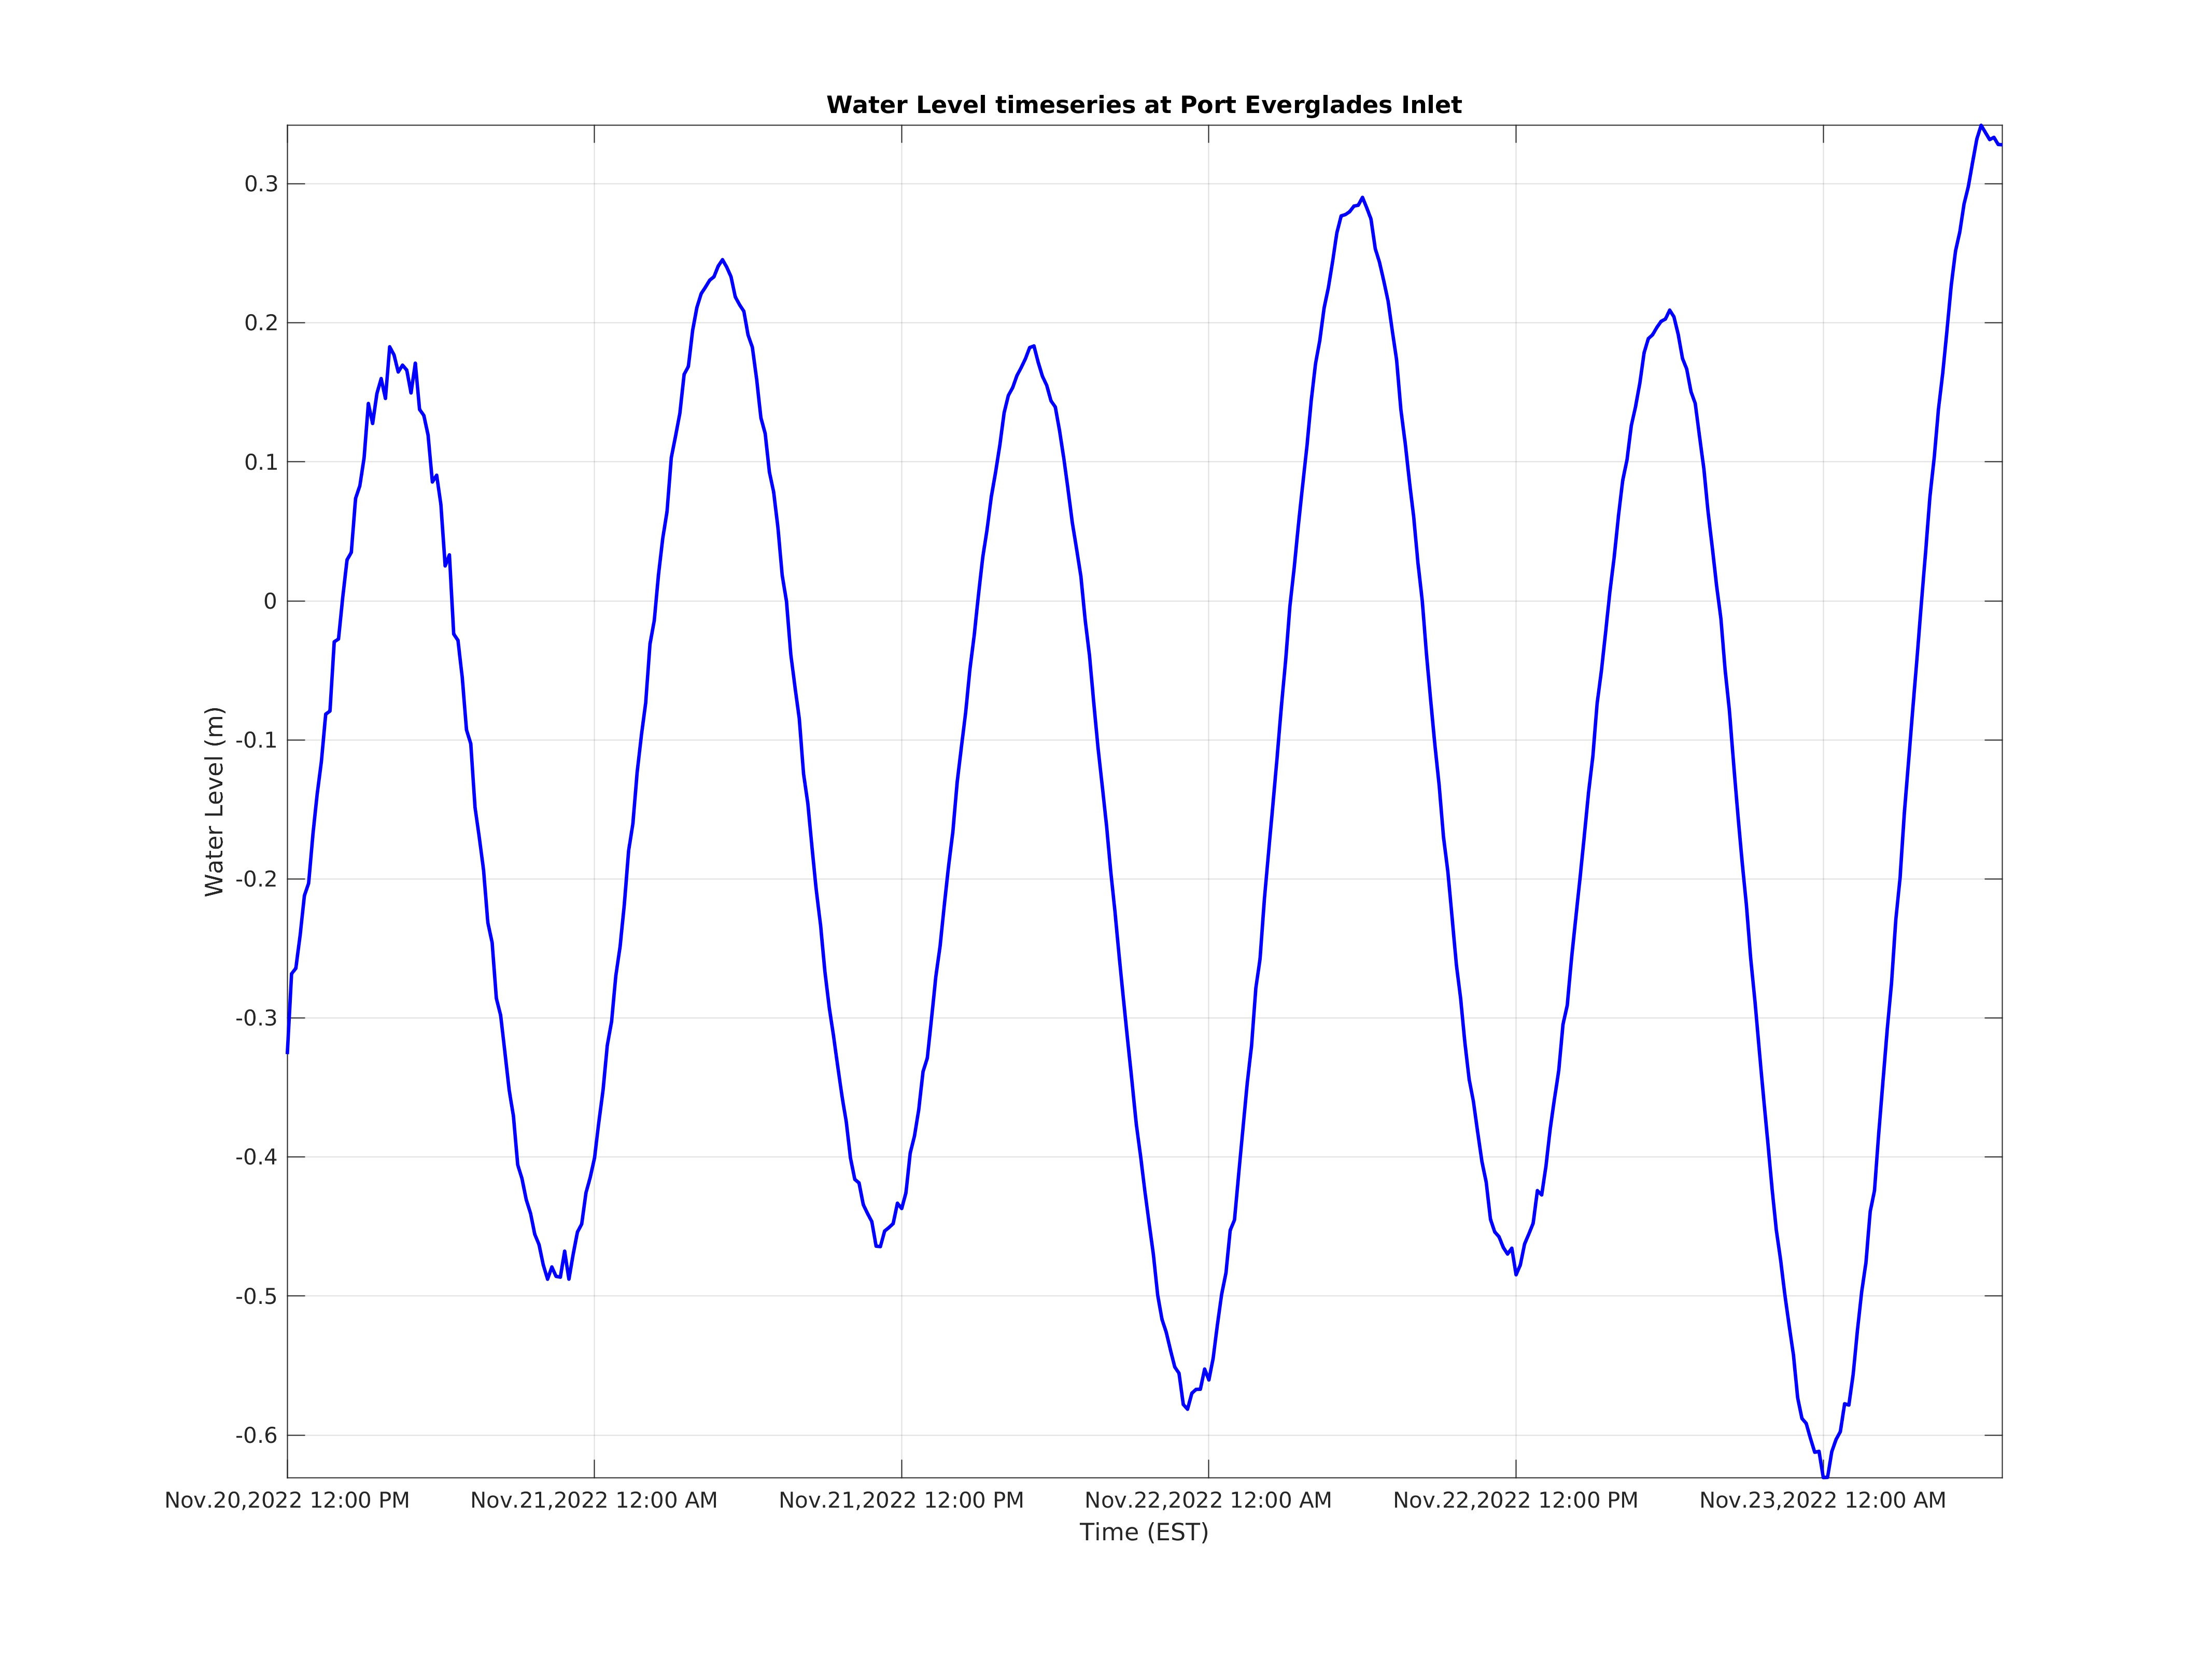 Water Level timeseries at Port Everglades Inlet
0.3
0.2
0.1
0
-0.1
-0.2
-0.3
-0.4
-0.5
-0.6
Water Level (m)
Nov.20,2022 12:00 PM
Nov.21,2022 12:00 AM
Nov.21,2022 12:00 PM
Nov.22,2022 12:00 AM
Nov.22,2022 12:00 PM
Nov.23,2022 12:00 AM
Time (EST)